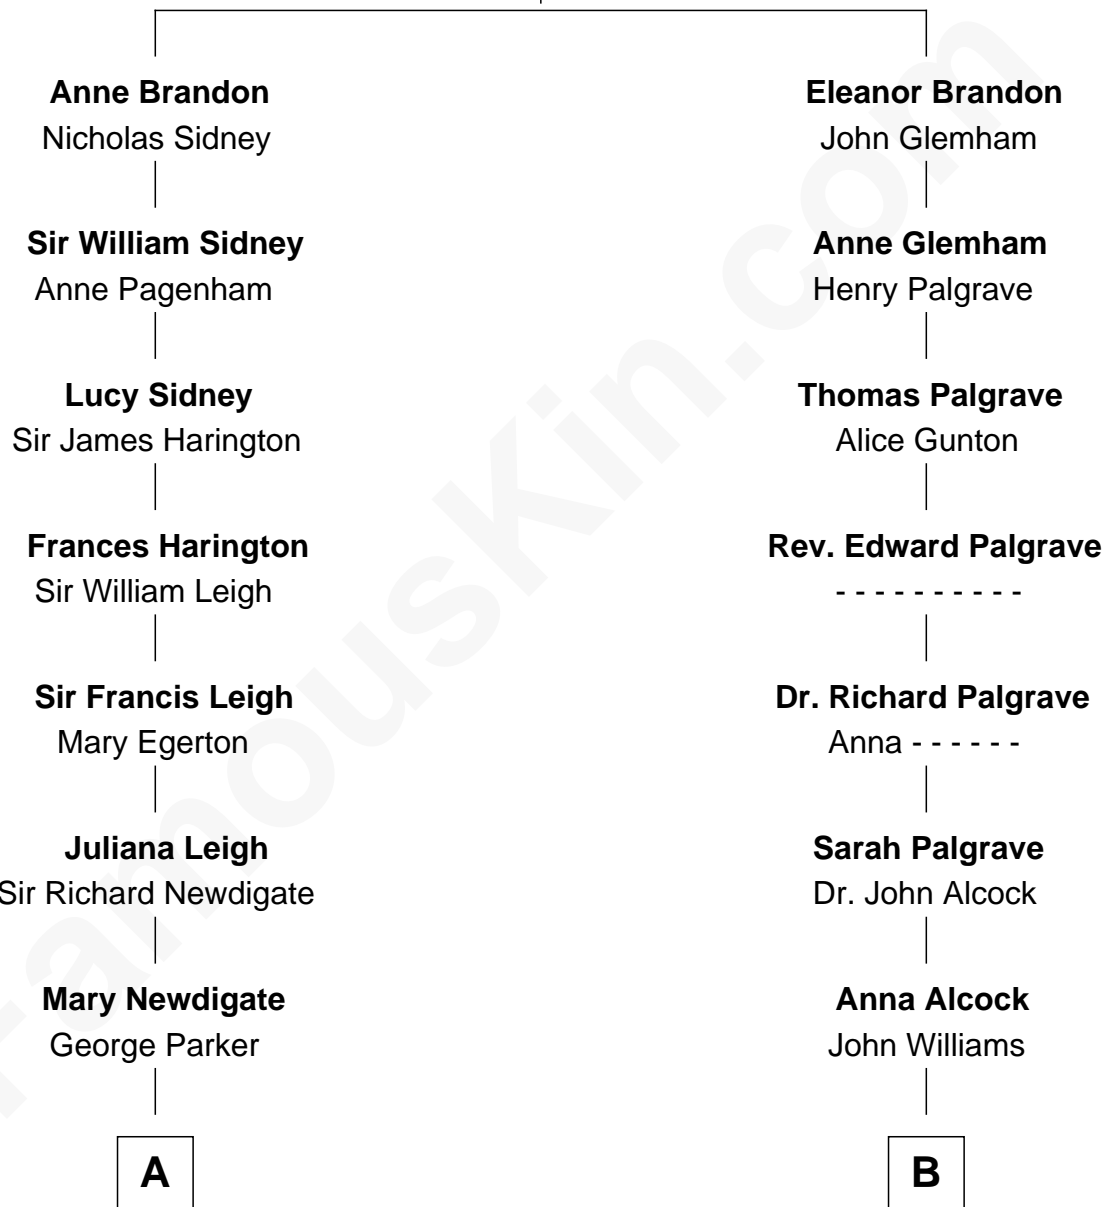 Anne Brandon
Nicholas Sidney
Sir William Sidney
Anne Pagenham
Lucy Sidney
Sir James Harington
Frances Harington
Sir William Leigh
Sir Francis Leigh
Mary Egerton
Juliana Leigh
Sir Richard Newdigate
Mary Newdigate
George Parker
A
Eleanor Brandon
John Glemham
Anne Glemham
Henry Palgrave
Thomas Palgrave
Alice Gunton
Rev. Edward Palgrave
- - - - - - - - - -
Dr. Richard Palgrave
Anna - - - - - -
Sarah Palgrave
Dr. John Alcock
Anna Alcock
John Williams
B
FamousKin.com